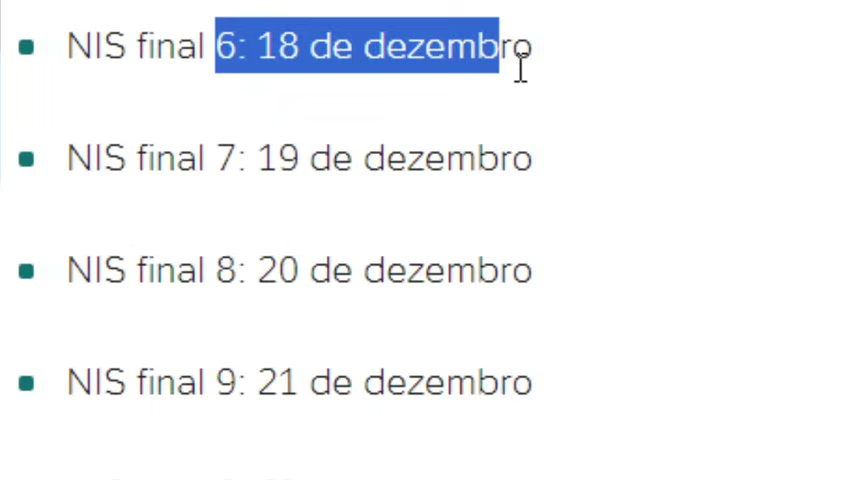 NIS final 6: 18 de dezembro
NIS final 7: 19 de dezembro
NIS final 8: 20 de dezembro
NIS final 9: 21 de dezembro